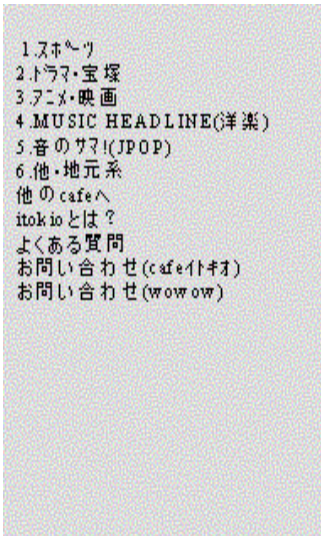 1.ｽﾎﾟｰﾂ
2.ﾄﾞﾗﾏ･宝塚
3.ｱﾆﾒ･映画
4.MUSIC HEADLINE(洋楽)
5.音のｻﾏ!(JPOP)
6.他･地元系
他のcafeへ
itokioとは？
よくある質問
お問い合わせ(cafeｲﾄｷｵ)
お問い合わせ(wowow)